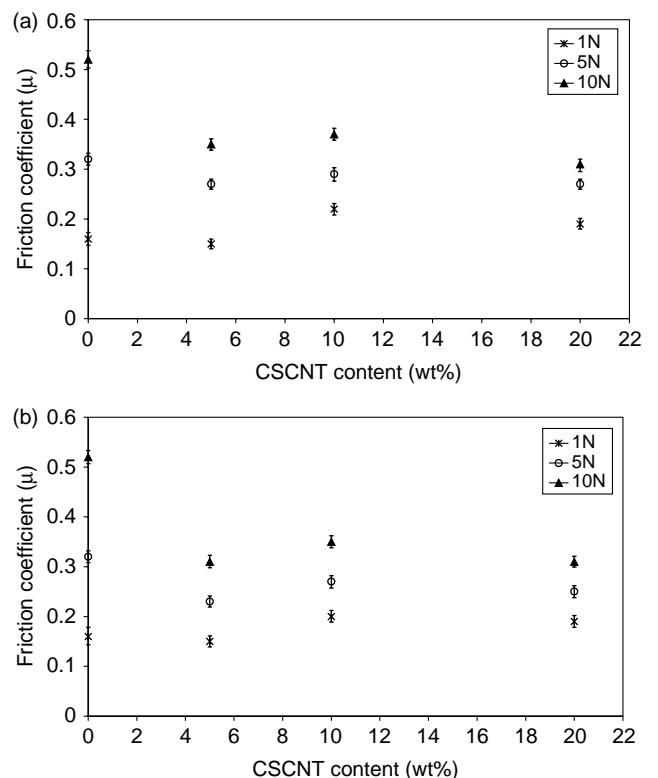 (a)
0.6
0.5
0.4
0.3
0.2
0.1
0
Friction coefficient (μ)
1N
5N
10N
0 2 4 6 8 10 12 14 16 18 20 22
CSCNT content (wt%)
(b)
0.6
0.5
0.4
0.3
0.2
0.1
0
Friction coefficient (μ)
1N
5N
10N
0 2 4 6 8 10 12 14 16 18 20 22
CSCNT content (wt%)